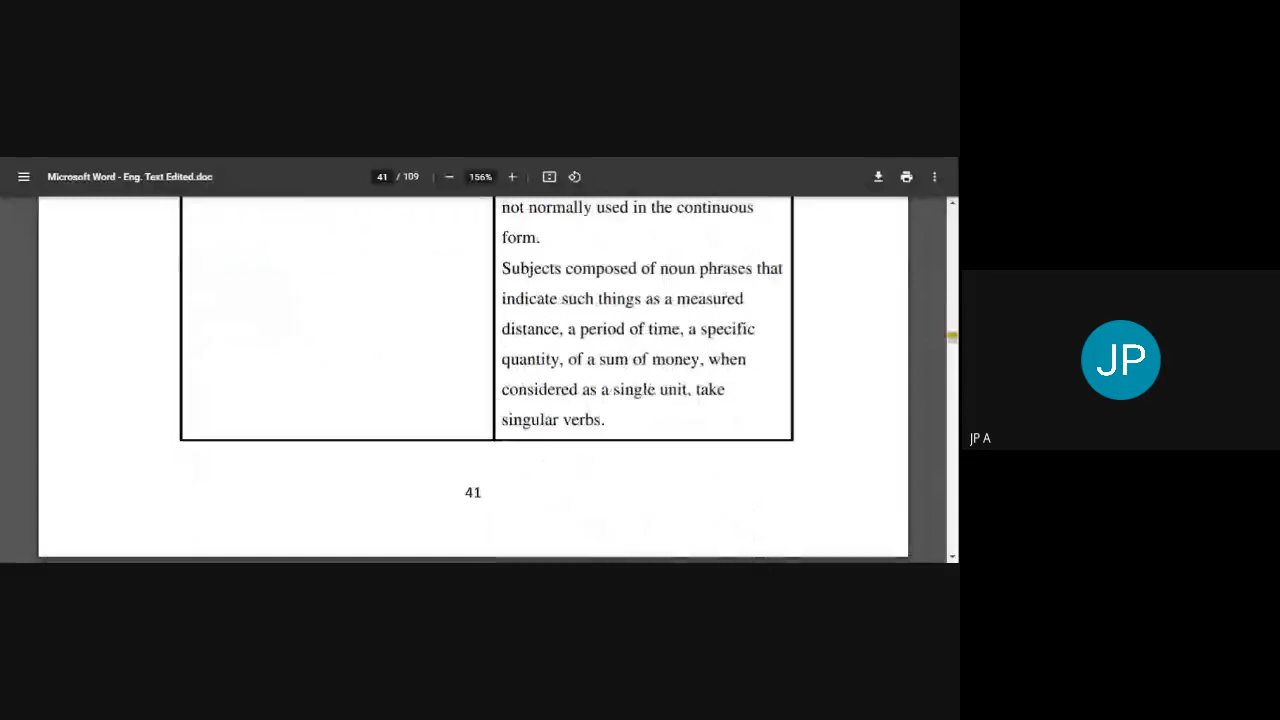 Microsoft Word - Eng. Text Edited.doc
41 / 109
156%
not normally used in the continuous
form.
Subjects composed of noun phrases that
indicate such things as a measured
distance, a period of time, a specific
quantity, of a sum of money, when
considered as a single unit, take
singular verbs.
41
JP
JP A